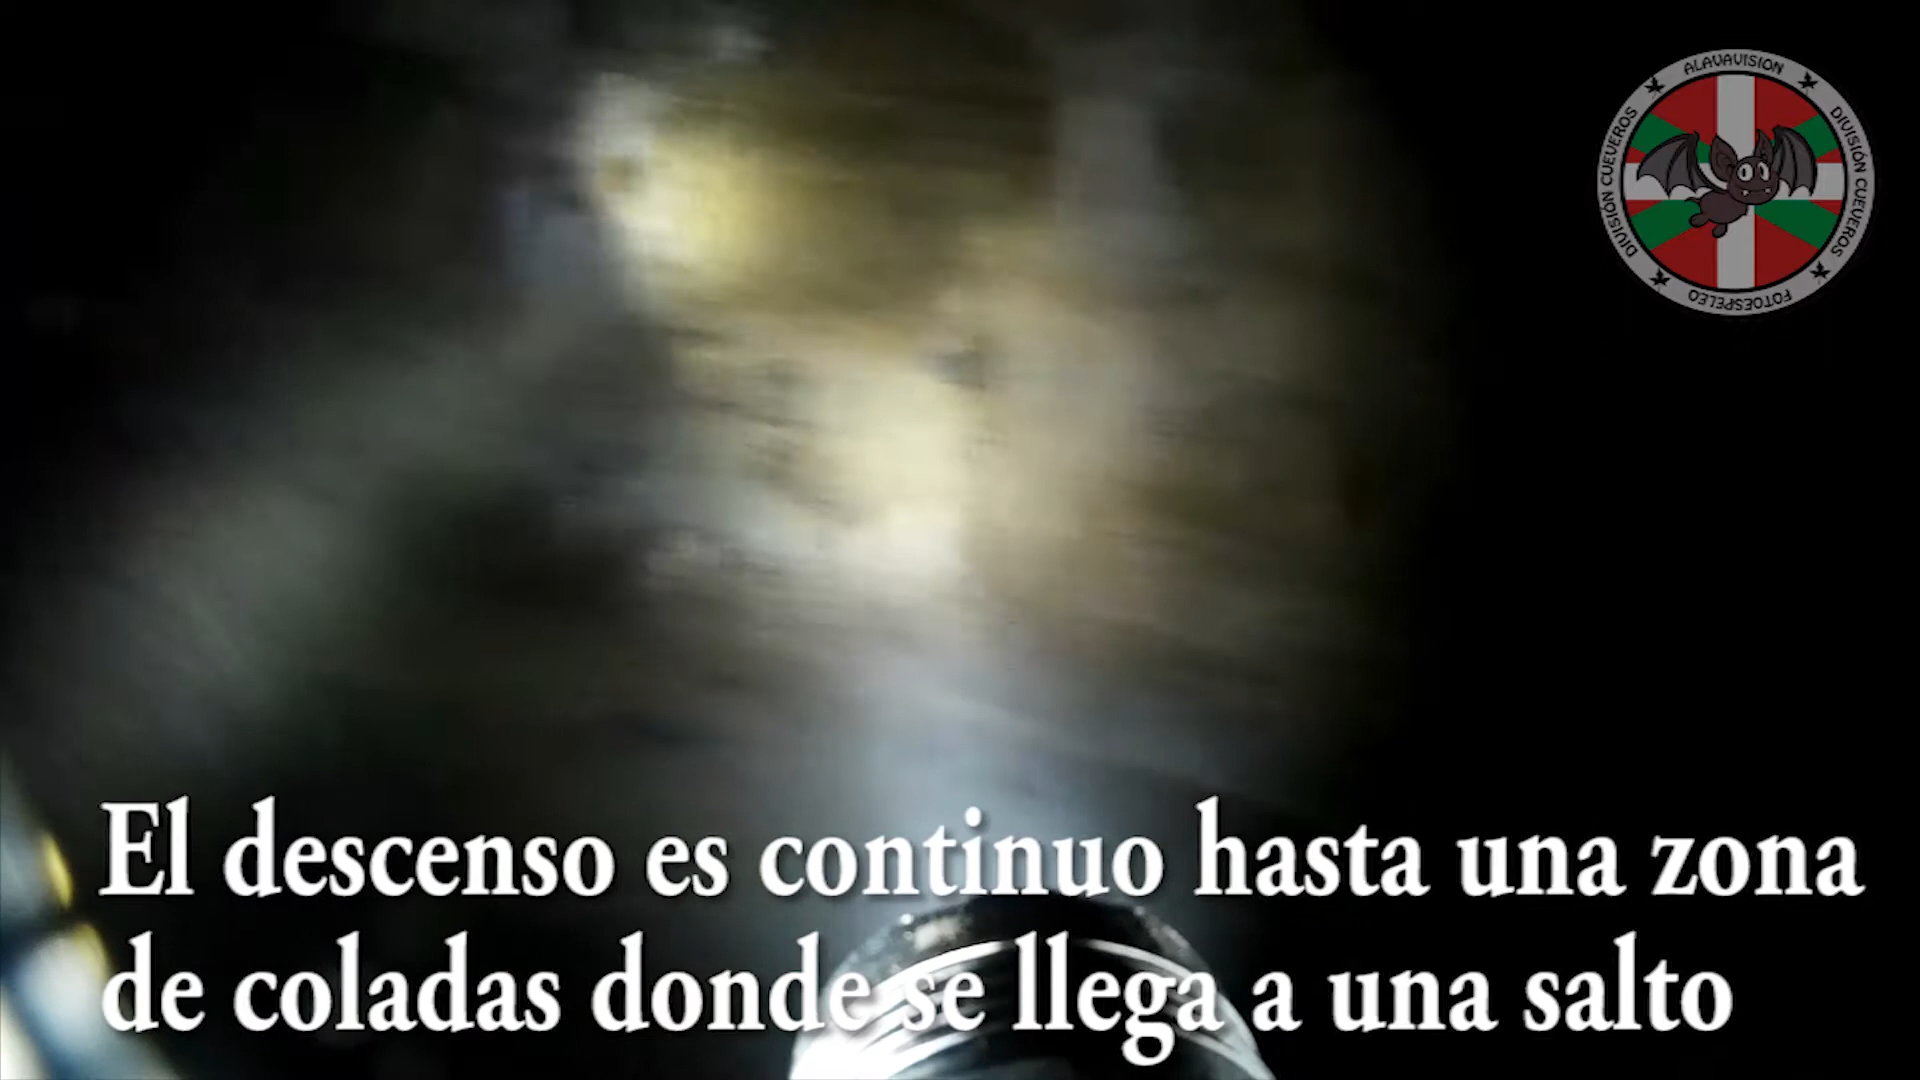 ALAVAVISION
DIVISIÓN CUEVEROS
DIVISIÓN CUEVEROS
FOTOESPELEO
El descenso es continuo hasta una zona
de coladas donde se llega a una salto